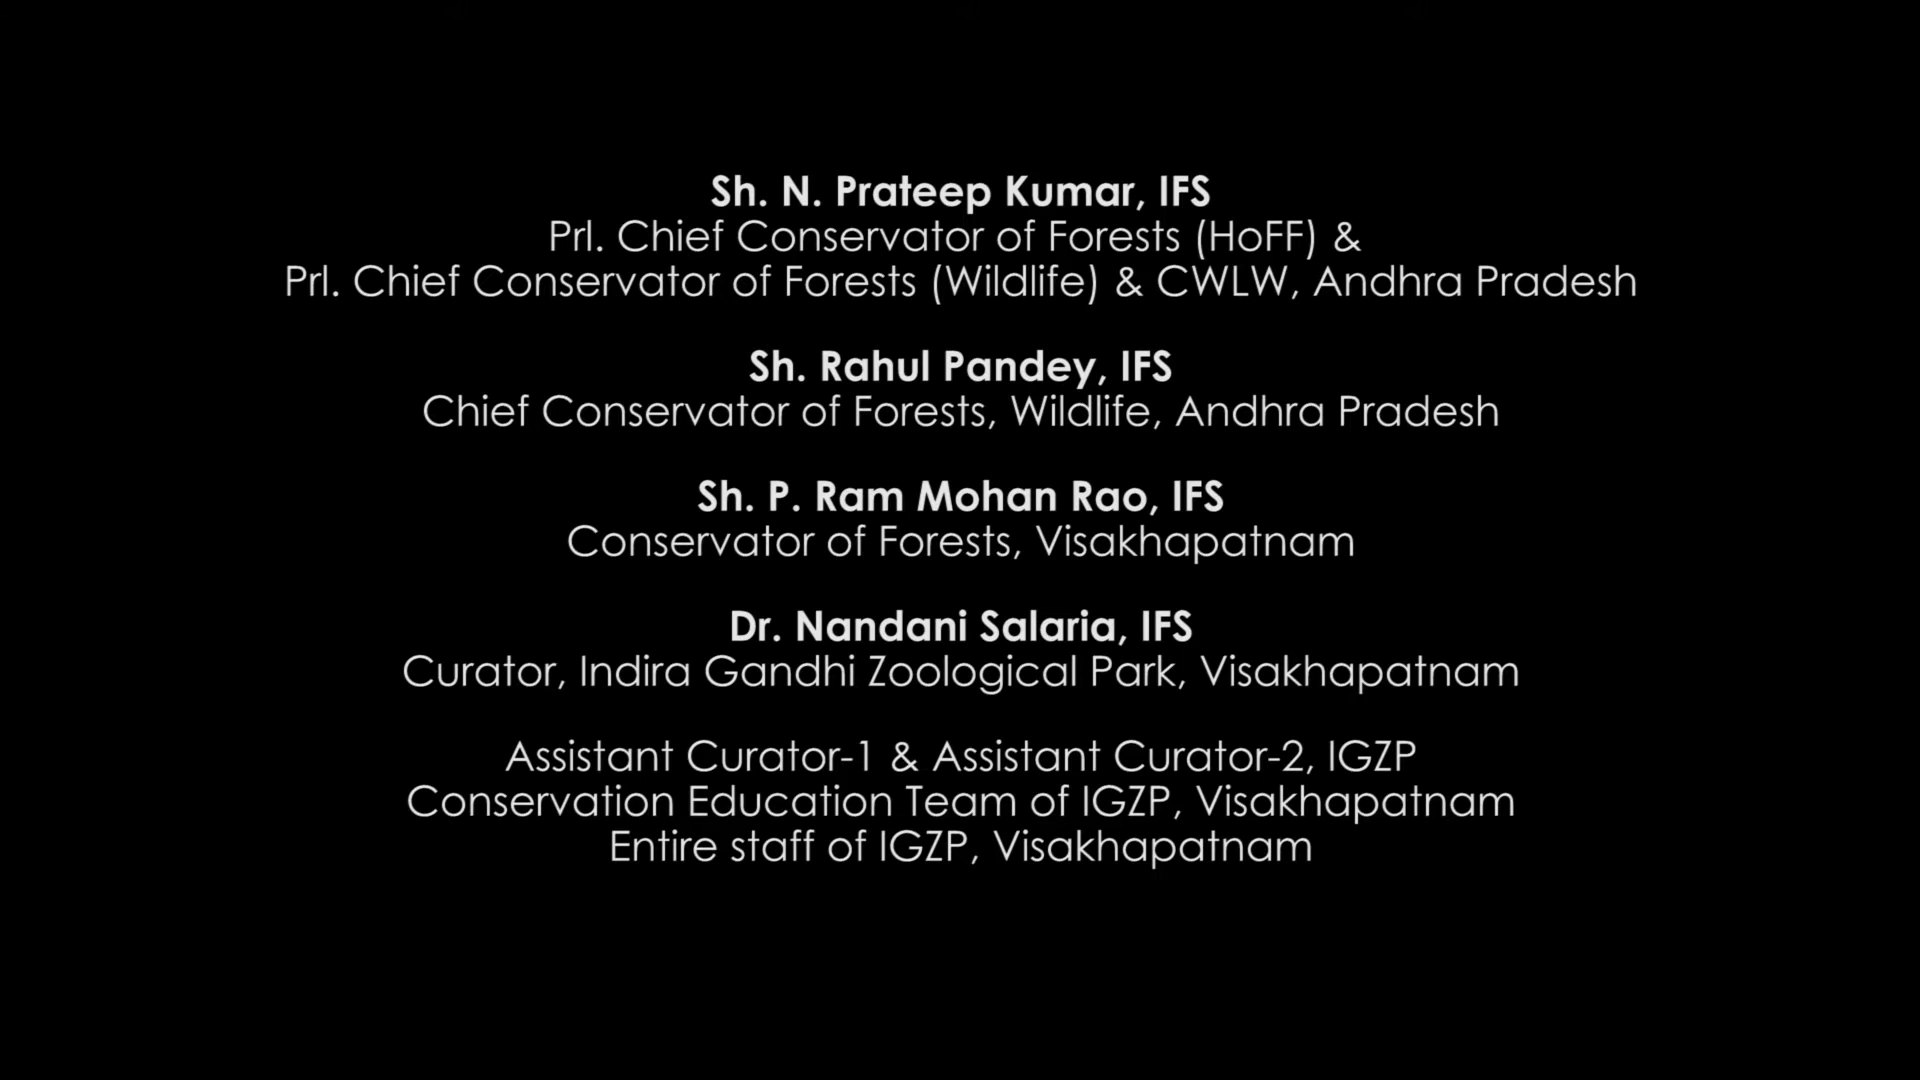 Sh. N. Prateep Kumar, IFS
Prl. Chief Conservator of Forests (HoFF) &
Prl. Chief Conservator of Forests (Wildlife) & CWLW, Andhra Pradesh
Sh. Rahul Pandey, IFS
Chief Conservator of Forests, Wildlife, Andhra Pradesh
Sh. P. Ram Mohan Rao, IFS
Conservator of Forests, Visakhapatnam
Dr. Nandani Salaria, IFS
Curator, Indira Gandhi Zoological Park, Visakhapatnam
Assistant Curator-1 & Assistant Curator-2, IGZP
Conservation Education Team of IGZP, Visakhapatnam
Entire staff of IGZP, Visakhapatnam